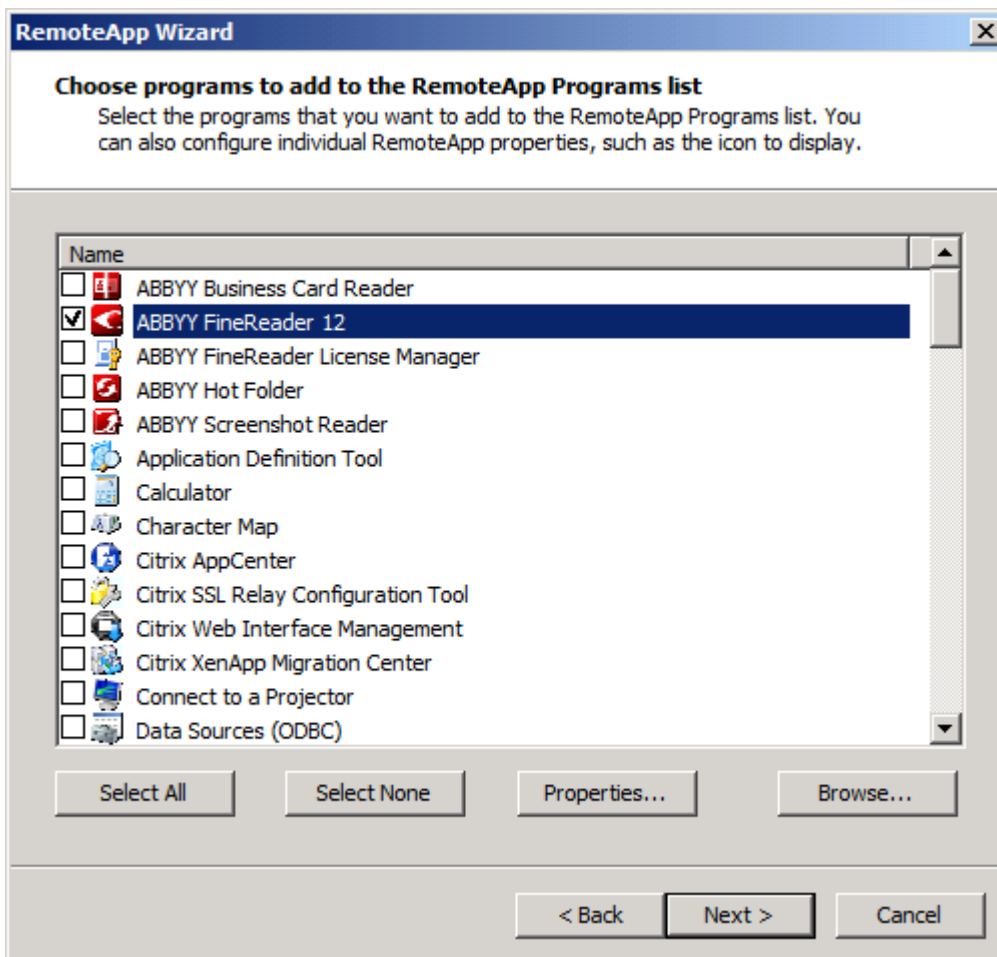 RemoteApp Wizard
Choose programs to add to the RemoteApp Programs list
Select the programs that you want to add to the RemoteApp Programs list. You
can also configure individual RemoteApp properties, such as the icon to display.
Name
ABBYY Business Card Reader
ABBYY FineReader 12
ABBYY FineReader License Manager
ABBYY Hot Folder
ABBYY Screenshot Reader
Application Definition Tool
Calculator
Character Map
Citrix AppCenter
Citrix SSL Relay Configuration Tool
Citrix Web Interface Management
Citrix XenApp Migration Center
Connect to a Projector
Data Sources (ODBC)
Select All Select None Properties... Browse...
< Back Next > Cancel